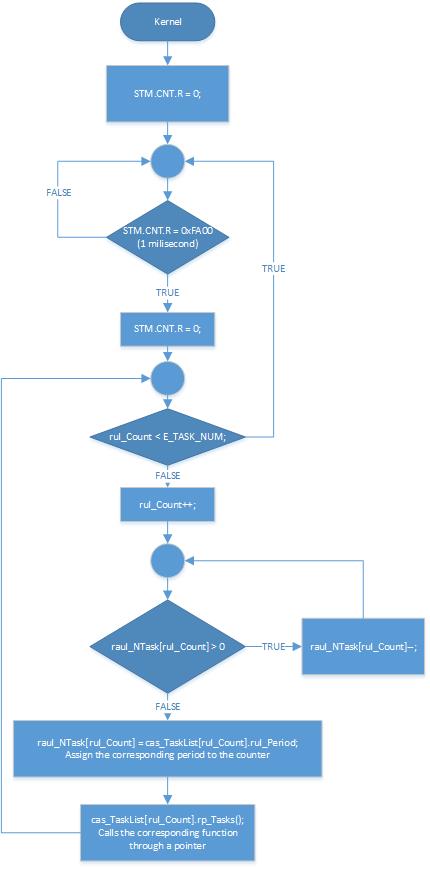 Kernel
STM.CNT.R = 0;
FALSE
STM.CNT.R = 0xFA00
(1 milisecond)
TRUE
TRUE
STM.CNT.R = 0;
rul_Count < E_TASK_NUM;
FALSE
rul_Count++;
raul_NTask[rul_Count] > 0
TRUE
raul_NTask[rul_Count]--;
FALSE
raul_NTask[rul_Count] = cas_TaskList[rul_Count].rul_Period;
Assign the corresponding period to the counter
cas_TaskList[rul_Count].rp_Tasks();
Calls the corresponding function
through a pointer